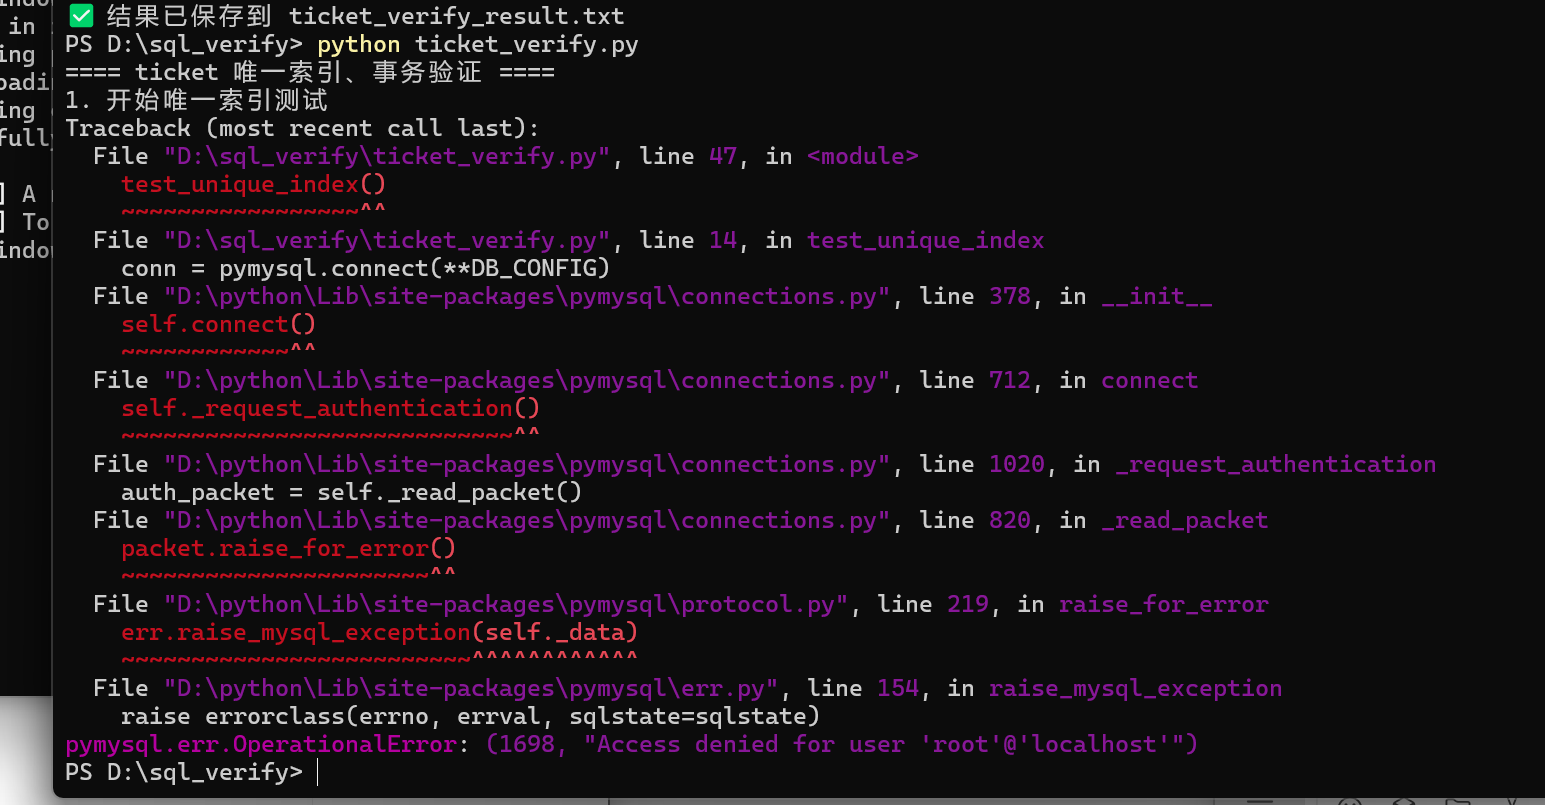 ✅ 结果已保存到 ticket_verify_result.txt
PS D:\sql_verify> python ticket_verify.py
==== ticket 唯一索引、事务验证 ====
1. 开始唯一索引测试
Traceback (most recent call last):
  File "D:\sql_verify\ticket_verify.py", line 47, in <module>
    test_unique_index()
    ~~~~~~~~~~~~~~~~~^^
  File "D:\sql_verify\ticket_verify.py", line 14, in test_unique_index
    conn = pymysql.connect(**DB_CONFIG)
  File "D:\python\Lib\site-packages\pymysql\connections.py", line 378, in __init__
    self.connect()
    ~~~~~~~~~~~~^^
  File "D:\python\Lib\site-packages\pymysql\connections.py", line 712, in connect
    self._request_authentication()
    ~~~~~~~~~~~~~~~~~~~~~~~~~~~~^^
  File "D:\python\Lib\site-packages\pymysql\connections.py", line 1020, in _request_authentication
    auth_packet = self._read_packet()
  File "D:\python\Lib\site-packages\pymysql\connections.py", line 820, in _read_packet
    packet.raise_for_error()
    ~~~~~~~~~~~~~~~~~~~~~~^^
  File "D:\python\Lib\site-packages\pymysql\protocol.py", line 219, in raise_for_error
    err.raise_mysql_exception(self._data)
    ~~~~~~~~~~~~~~~~~~~~~~~~~^^^^^^^^^^^^
  File "D:\python\Lib\site-packages\pymysql\err.py", line 154, in raise_mysql_exception
    raise errorclass(errno, errval, sqlstate=sqlstate)
pymysql.err.OperationalError: (1698, "Access denied for user 'root'@'localhost'")
PS D:\sql_verify>
in
ing
ing
] A
] To